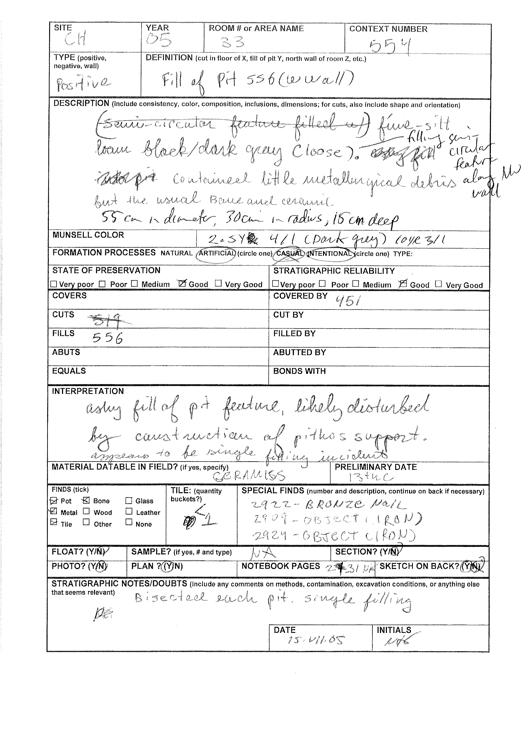 SITE CH YEAR 05 ROOM # or AREA NAME 33 CONTEXT NUMBER 554
TYPE (positive, negative, wall) Positive DEFINITION (cut in floor of X, fill of pit Y, north wall of room Z, etc.) Fill of Pit 556 (W wall)
DESCRIPTION (Include consistency, color, composition, inclusions, dimensions; for cuts, also include shape and orientation)
(semi-circular feature filled w/) fine-silt
loam black/dark gray (loose). fill filling semi circular feature along NW wall
contained little metallurgical debris
but the usual Bone and ceramic.
55 cm in diameter, 30cm in radius, 15 cm deep
MUNSELL COLOR 2.5Y 4/1 (Dark grey) 10YR 3/1
FORMATION PROCESSES NATURAL / ARTIFICIAL (circle one) CASUAL / INTENTIONAL (circle one) TYPE:
STATE OF PRESERVATION STRATIGRAPHIC RELIABILITY
Very poor Poor Medium Good Very Good Very poor Poor Medium Good Very Good
COVERS COVERED BY 451
CUTS 519 CUT BY
FILLS 556 FILLED BY
ABUTS ABUTTED BY
EQUALS BONDS WITH
INTERPRETATION
ashy fill of pit feature, likely disturbed
by construction of pithos support.
appears to be single filling incident
MATERIAL DATABLE IN FIELD? (if yes, specify) CERAMICS PRELIMINARY DATE 13th C
FINDS (tick) TILE: (quantity buckets?) <1 SPECIAL FINDS (number and description, continue on back if necessary)
Pot Bone Glass 2922- BRONZE NAIL
Metal Wood Leather 2909- OBJECT (IRON)
Tile Other None 2924- OBJECT (IRON)
FLOAT? (Y/N) SAMPLE? (if yes, # and type) NA SECTION? (Y/N)
PHOTO? (Y/N) PLAN? (Y/N) NOTEBOOK PAGES SKETCH ON BACK? (Y/N)
STRATIGRAPHIC NOTES/DOUBTS (Include any comments on methods, contamination, excavation conditions, or anything else
that seems relevant) Bisected each pit. single filling
DATE 15.VII.05 INITIALS